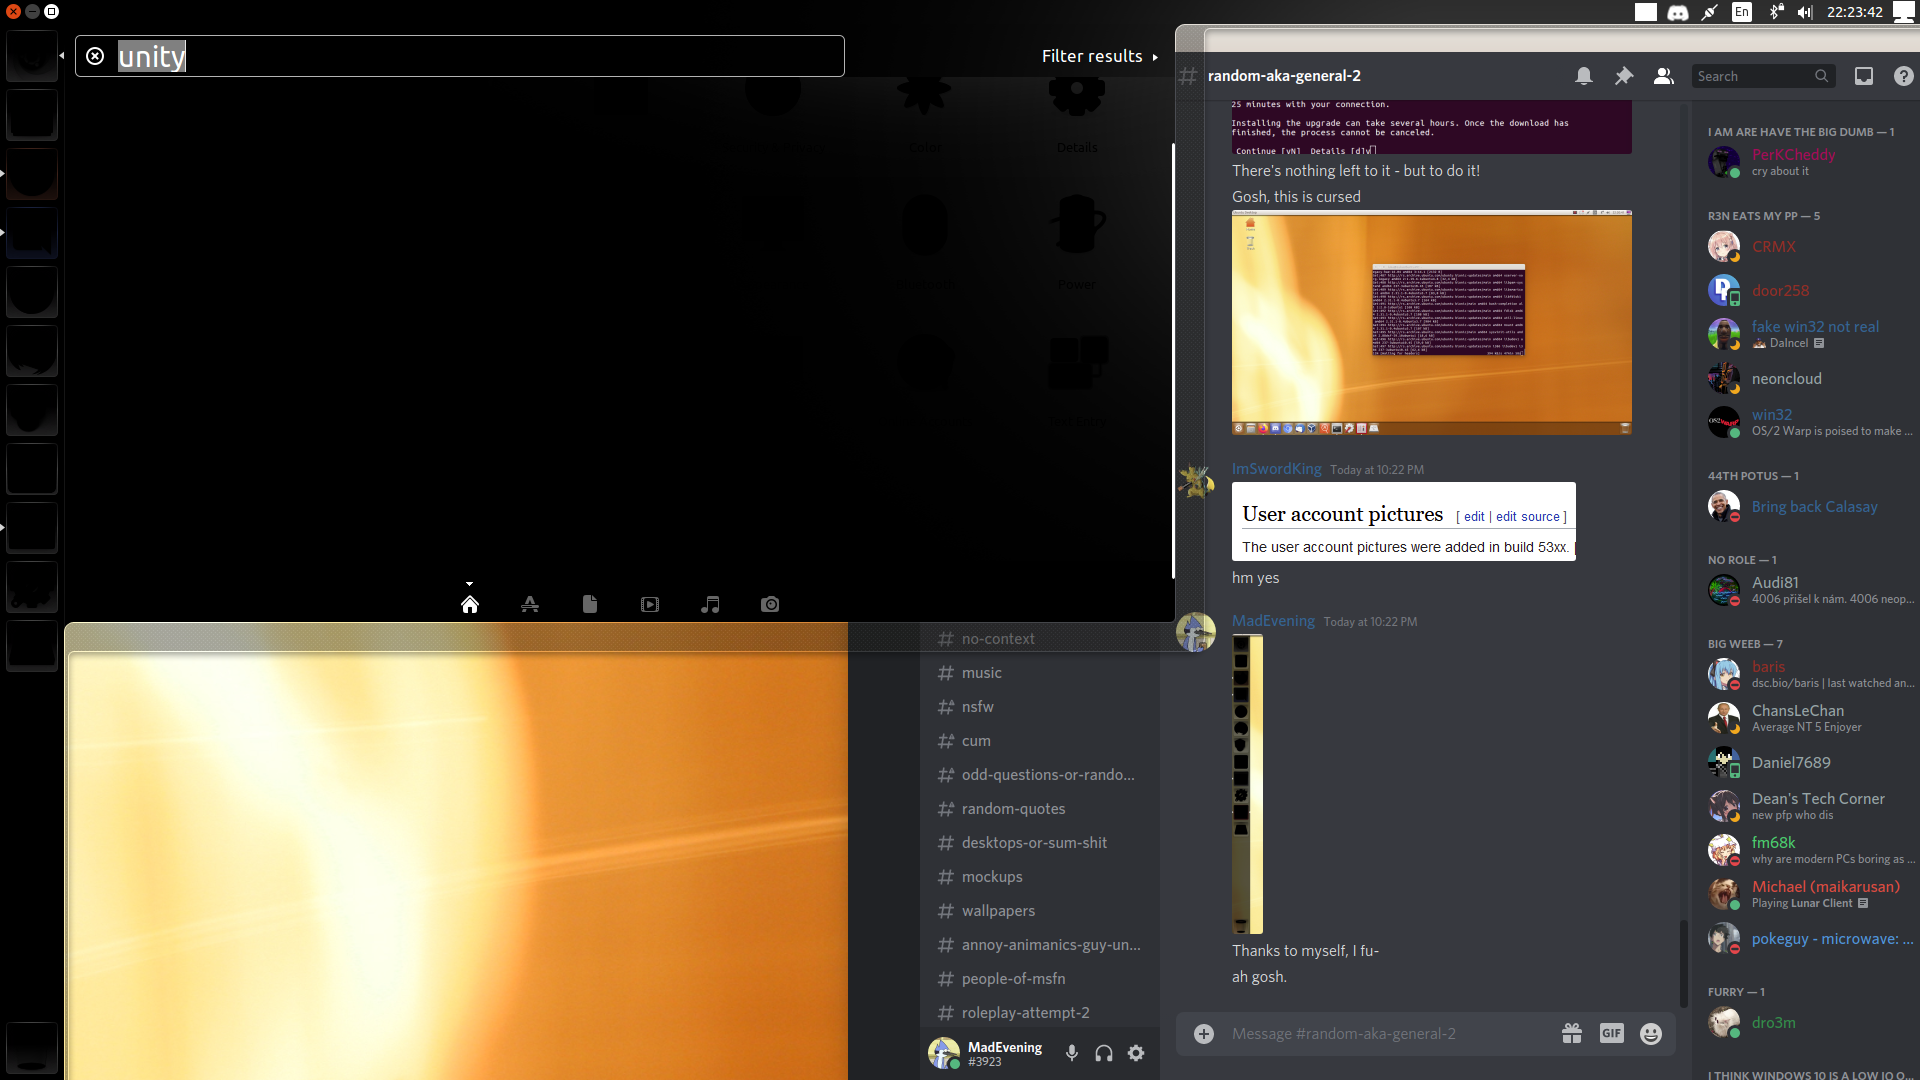 En
22:23:42
unity
Filter results
Color
Details
Power
random-aka-general-2
Search
25 minutes with your connection.
Installing the upgrade can take several hours. Once the download has
finished, the process cannot be canceled.
Continue [yN] Details [d]y
There's nothing left to it - but to do it!
Gosh, this is cursed
ImSwordKing Today at 10:22 PM
User account pictures [ edit | edit source ]
The user account pictures were added in build 53xx.
hm yes
MadEvening Today at 10:22 PM
Thanks to myself, I fu-
ah gosh.
Message #random-aka-general-2
GIF
# no-context
# music
# nsfw
# cum
# odd-questions-or-rando...
# random-quotes
# desktops-or-sum-shit
# mockups
# wallpapers
# annoy-animanics-guy-un...
# people-of-msfn
# roleplay-attempt-2
MadEvening
#3923
I AM ARE HAVE THE BIG DUMB — 1
PerKCheddy
cry about it
R3N EATS MY PP — 5
CRMX
door258
fake win32 not real
DaIncel
neoncloud
win32
OS/2 Warp is poised to make ...
44TH POTUS — 1
Bring back Calasay
NO ROLE — 1
Audi81
4006 přišel k nám. 4006 neop...
BIG WEEB — 7
baris
dsc.bio/baris | last watched an...
ChansLeChan
Average NT 5 Enjoyer
Daniel7689
Dean's Tech Corner
new pfp who dis
fm68k
why are modern PCs boring as ...
Michael (maikarusan)
Playing Lunar Client
pokeguy - microwave: ...
FURRY — 1
dro3m
I THINK WINDOWS 10 IS A LOW IQ O...